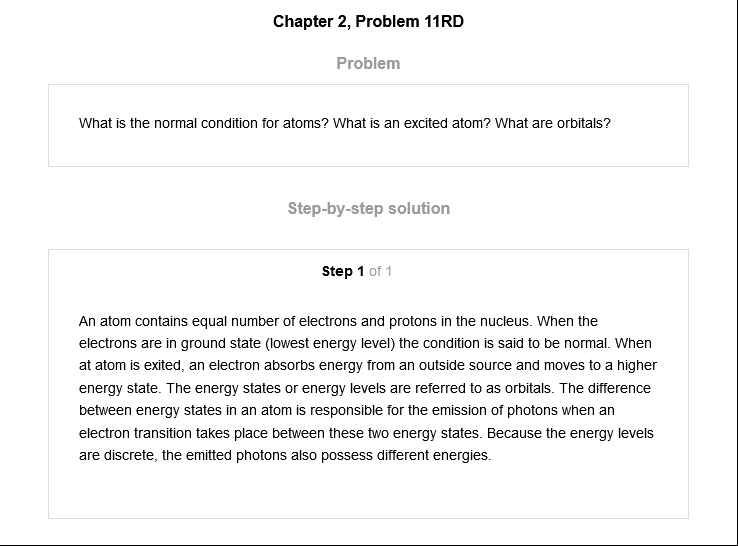 Chapter 2, Problem 11RD
Problem
What is the normal condition for atoms? What is an excited atom? What are orbitals?
Step-by-step solution
Step 1 of 1
An atom contains equal number of electrons and protons in the nucleus. When the
electrons are in ground state (lowest energy level) the condition is said to be normal. When
at atom is exited, an electron absorbs energy from an outside source and moves to a higher
energy state. The energy states or energy levels are referred to as orbitals. The difference
between energy states in an atom is responsible for the emission of photons when an
electron transition takes place between these two energy states. Because the energy levels
are discrete, the emitted photons also possess different energies.